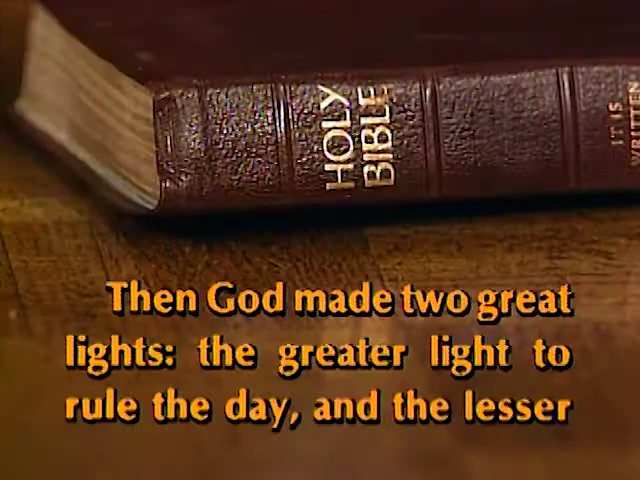 HOLY
BIBLE
IT IS
WRITTEN
Then God made two great
lights: the greater light to
rule the day, and the lesser